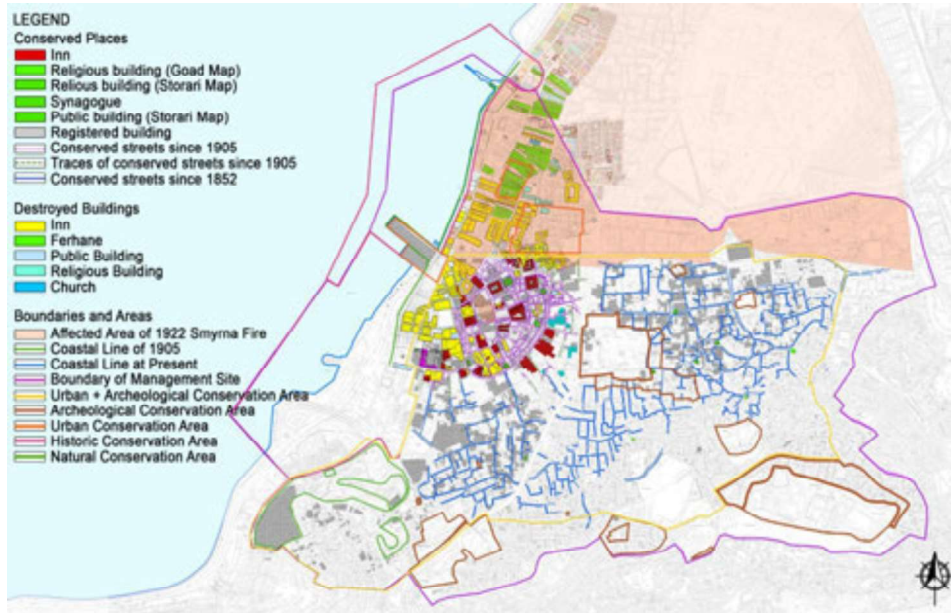 LEGEND
Conserved Places
Inn
Religious building (Goad Map)
Relious building (Storari Map)
Synagogue
Public building (Storari Map)
Registered building
Conserved streets since 1905
Traces of conserved streets since 1905
Conserved streets since 1852
Destroyed Buildings
Inn
Ferhane
Public Building
Religious Building
Church
Boundaries and Areas
Affected Area of 1922 Smyrna Fire
Coastal Line of 1905
Coastal Line at Present
Boundary of Management Site
Urban + Archeological Conservation Area
Archeological Conservation Area
Urban Conservation Area
Historic Conservation Area
Natural Conservation Area